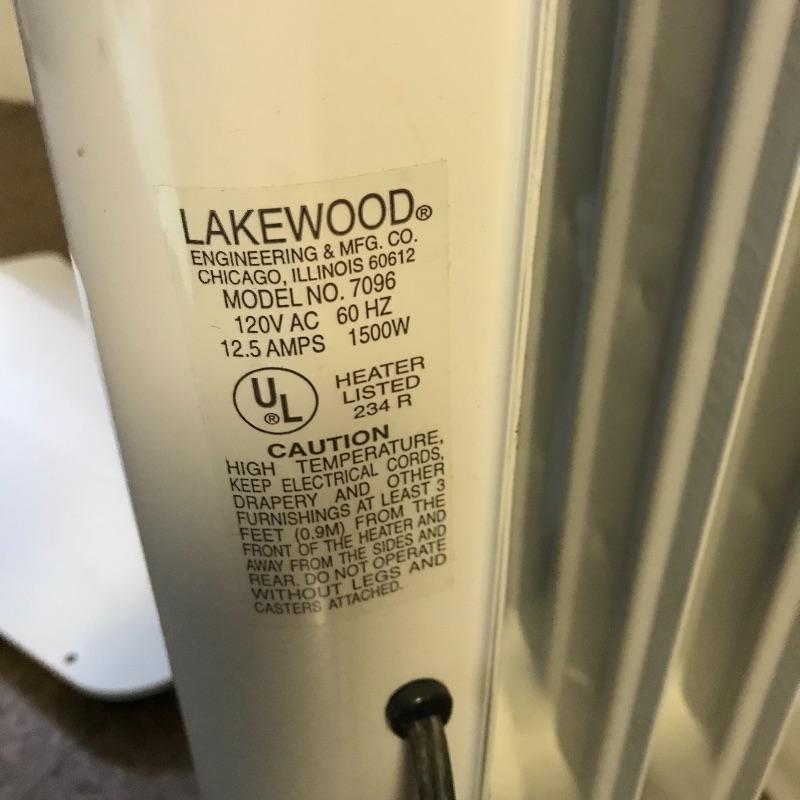 LAKEWOOD®
ENGINEERING & MFG. CO.
CHICAGO, ILLINOIS 60612
MODEL NO. 7096
120V AC 60 HZ
12.5 AMPS 1500W
UL®
HEATER
LISTED
234 R
CAUTION
HIGH TEMPERATURE,
KEEP ELECTRICAL CORDS,
DRAPERY AND OTHER
FURNISHINGS AT LEAST 3
FEET (0.9M) FROM THE
FRONT OF THE HEATER AND
AWAY FROM THE SIDES AND
REAR. DO NOT OPERATE
WITHOUT LEGS AND
CASTERS ATTACHED.